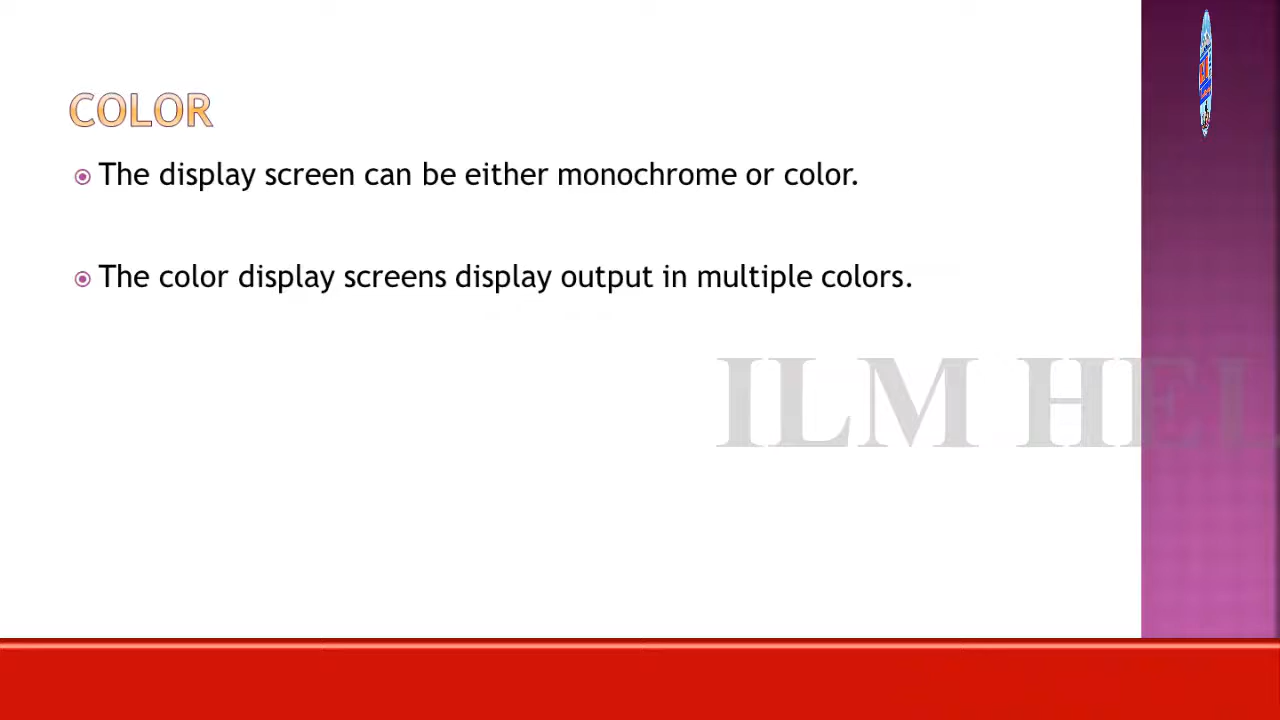 COLOR
The display screen can be either monochrome or color.
The color display screens display output in multiple colors.
ILM HEL